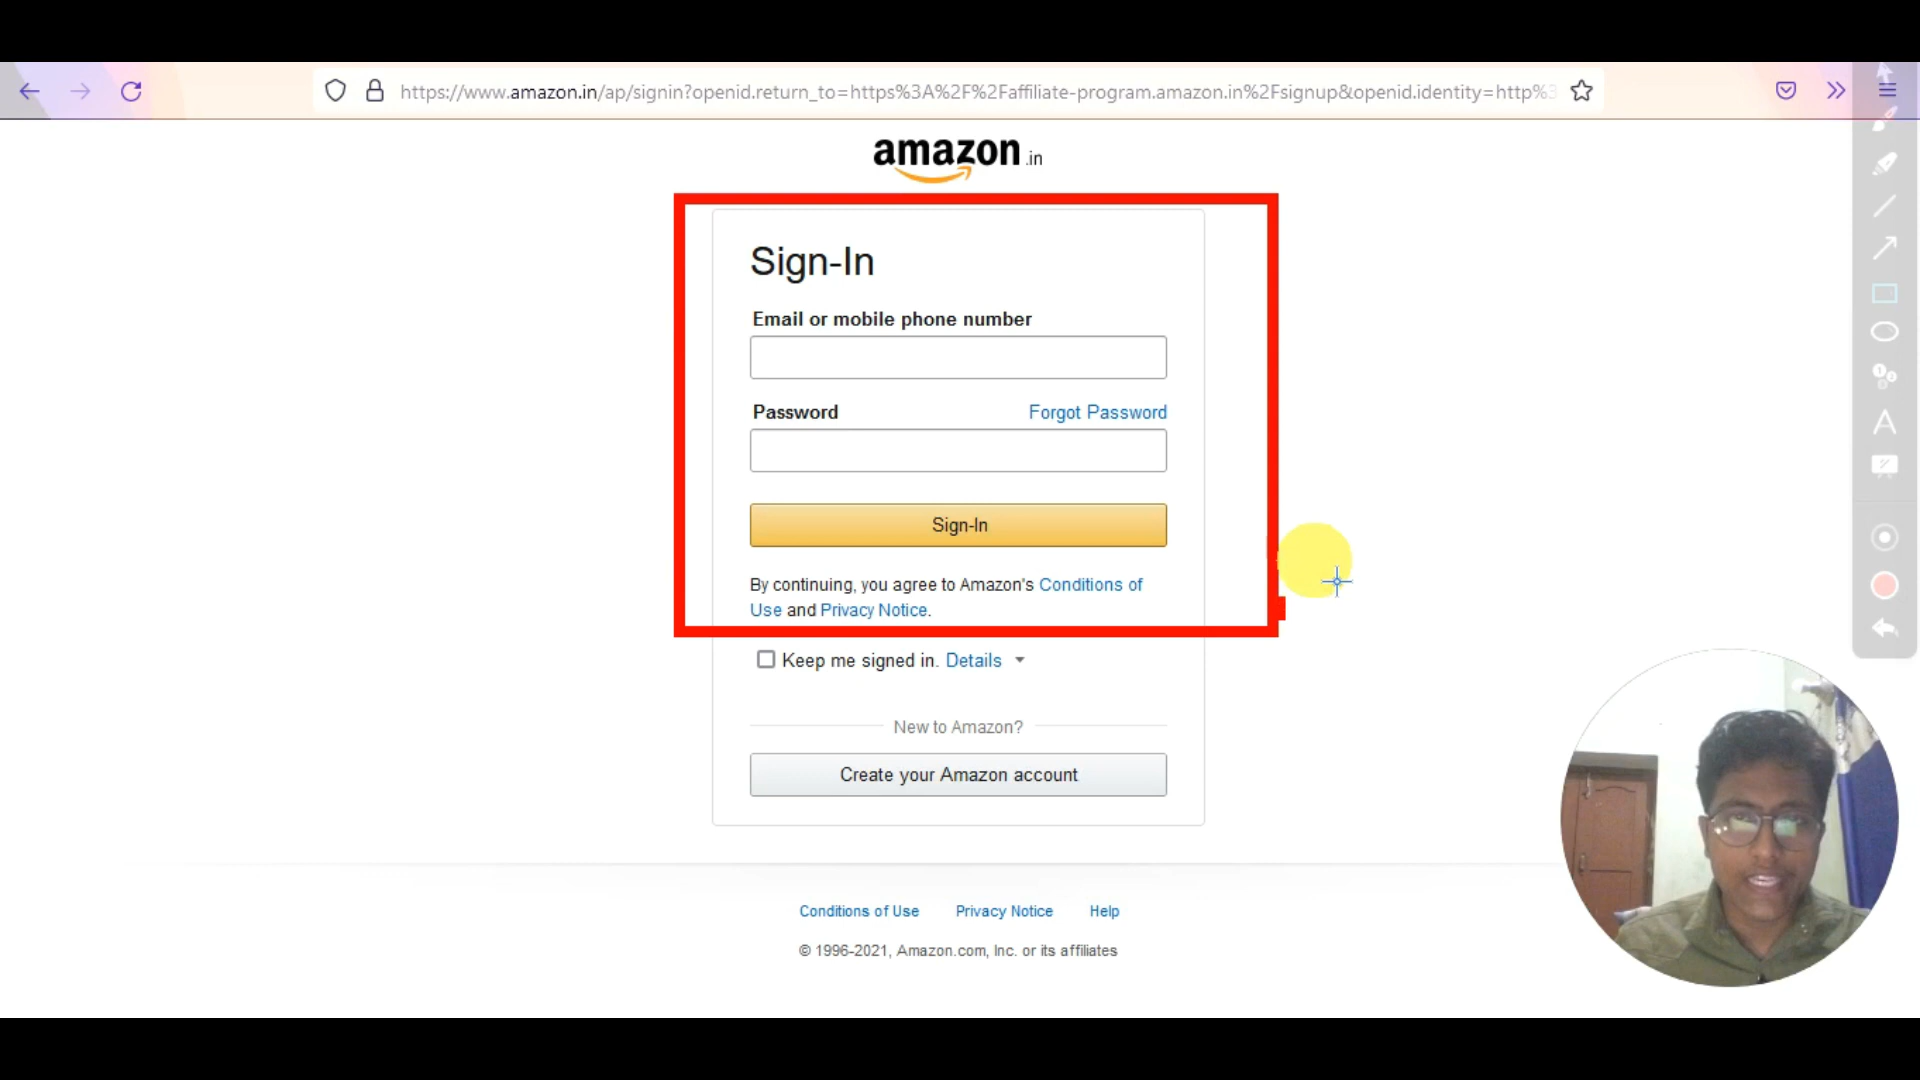 https://www.amazon.in/ap/signin?openid.return_to=https%3A%2F%2Faffiliate-program.amazon.in%2Fsignup&openid.identity=http%3
amazon.in
Sign-In
Email or mobile phone number
Password Forgot Password
Sign-In
By continuing, you agree to Amazon's Conditions of
Use and Privacy Notice.
Keep me signed in. Details
New to Amazon?
Create your Amazon account
Conditions of Use Privacy Notice Help
© 1996-2021, Amazon.com, Inc. or its affiliates